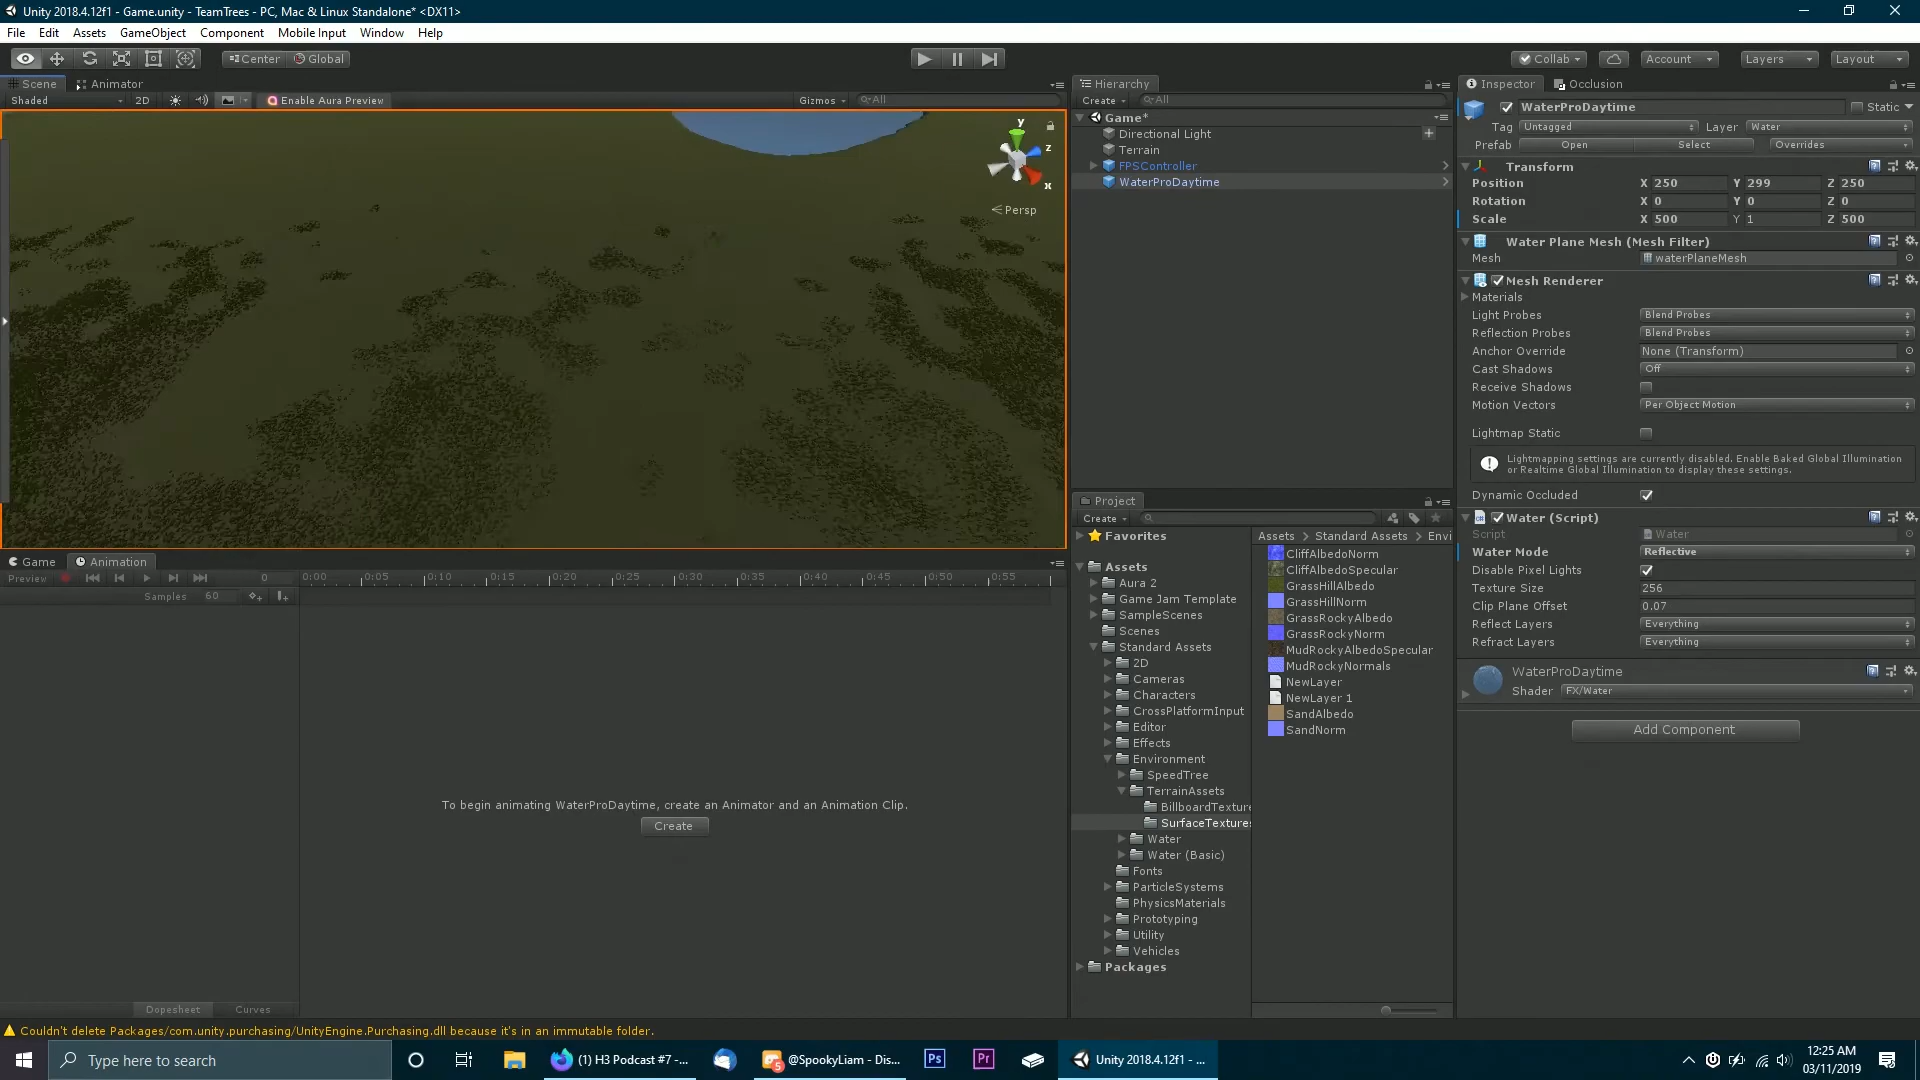 Unity 2018.4.12f1 - Game.unity - TeamTrees - PC, Mac & Linux Standalone* <DX11>
File Edit Assets GameObject Component Mobile Input Window Help
Center Global Collab Account Layers Layout
Scene Animator
Shaded 2D Enable Aura Preview Gizmos All
y
z
x
Persp
Hierarchy
Create All
Game*
Directional Light
Terrain
FPSController
WaterProDaytime
Inspector Occlusion
WaterProDaytime Static
Tag Untagged Layer Water
Prefab Open Select Overrides
Transform
Position X 250 Y 299 Z 250
Rotation X 0 Y 0 Z 0
Scale X 500 Y 1 Z 500
Water Plane Mesh (Mesh Filter)
Mesh waterPlaneMesh
Mesh Renderer
Materials
Light Probes Blend Probes
Reflection Probes Blend Probes
Anchor Override None (Transform)
Cast Shadows Off
Receive Shadows
Motion Vectors Per Object Motion
Lightmap Static
Lightmapping settings are currently disabled. Enable Baked Global Illumination
or Realtime Global Illumination to display these settings.
Dynamic Occluded
Water (Script)
Script Water
Water Mode Reflective
Disable Pixel Lights
Texture Size 256
Clip Plane Offset 0.07
Reflect Layers Everything
Refract Layers Everything
WaterProDaytime
Shader FX/Water
Add Component
Project
Create
Favorites
Assets
Aura 2
Game Jam Template
SampleScenes
Scenes
Standard Assets
2D
Cameras
Characters
CrossPlatformInput
Editor
Effects
Environment
SpeedTree
TerrainAssets
BillboardTexture
SurfaceTextures
Water
Water (Basic)
Fonts
ParticleSystems
PhysicsMaterials
Prototyping
Utility
Vehicles
Packages
Assets > Standard Assets > Envi
CliffAlbedoNorm
CliffAlbedoSpecular
GrassHillAlbedo
GrassHillNorm
GrassRockyAlbedo
GrassRockyNorm
MudRockyAlbedoSpecular
MudRockyNormals
NewLayer
NewLayer 1
SandAlbedo
SandNorm
Game Animation
Preview 0 0:00 0:05 0:10 0:15 0:20 0:25 0:30 0:35 0:40 0:45 0:50 0:55
Samples 60
To begin animating WaterProDaytime, create an Animator and an Animation Clip.
Create
Dopesheet Curves
Couldn't delete Packages/com.unity.purchasing/UnityEngine.Purchasing.dll because it's in an immutable folder.
Type here to search
(1) H3 Podcast #7 -...
5
@SpookyLiam - Dis...
Ps
Pr
Unity 2018.4.12f1 - ...
12:25 AM
03/11/2019